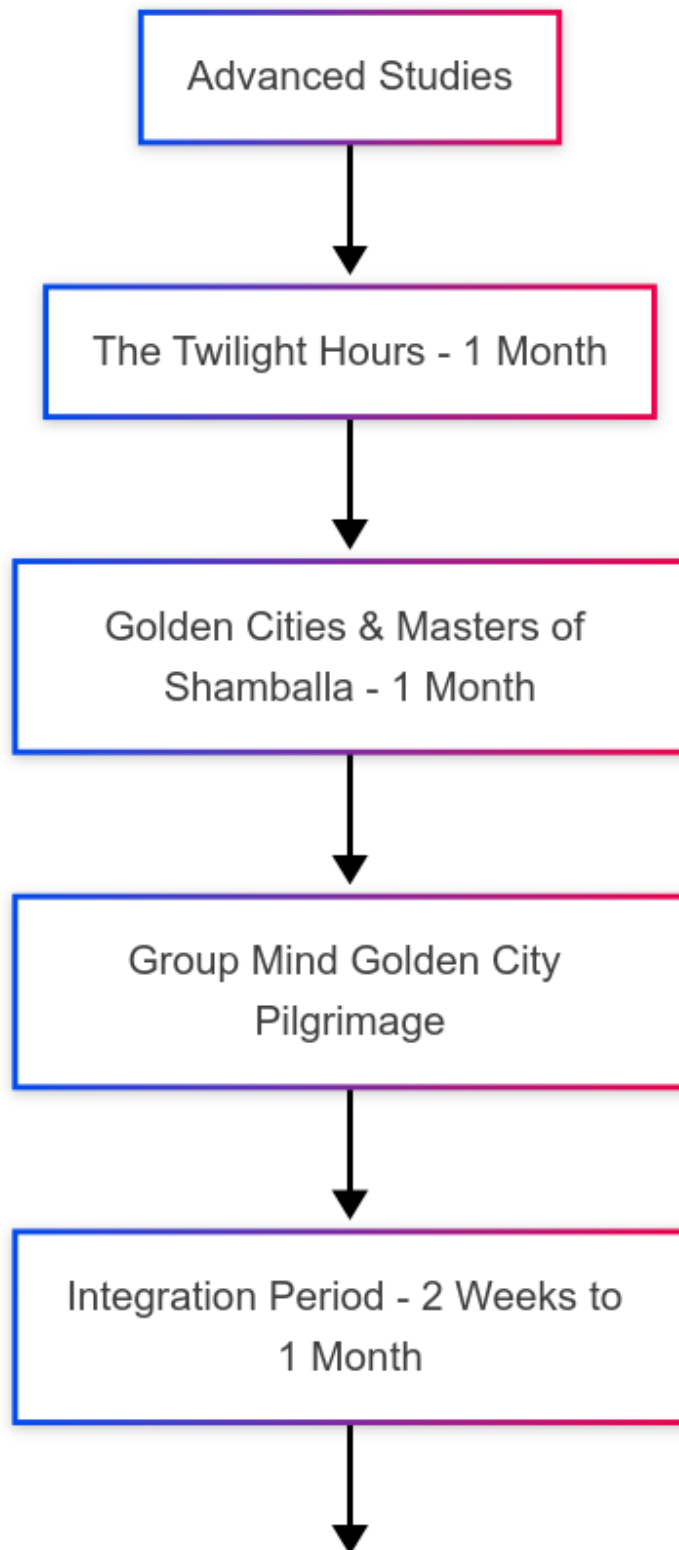 Advanced Studies
The Twilight Hours - 1 Month
Golden Cities & Masters of
Shamballa - 1 Month
Group Mind Golden City
Pilgrimage
Integration Period - 2 Weeks to
1 Month